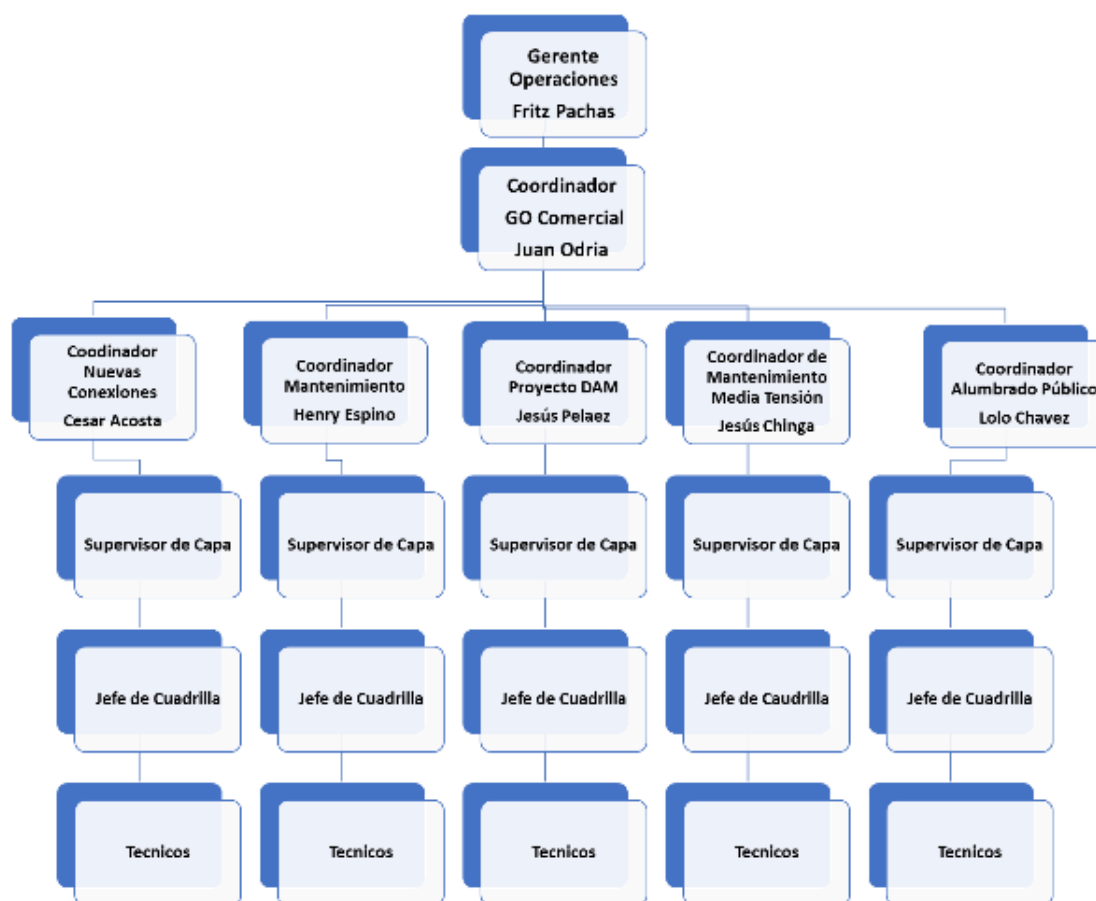 Gerente
Operaciones
Fritz Pachas
Coordinador
GO Comercial
Juan Odria
Coodinador
Nuevas
Conexiones
Cesar Acosta
Coordinador
Mantenimiento
Henry Espino
Coordinador
Proyecto DAM
Jesús Pelaez
Coordinador de
Mantenimiento
Media Tensión
Jesús Chinga
Coordinador
Alumbrado Público
Lolo Chavez
Supervisor de Capa
Supervisor de Capa
Supervisor de Capa
Supervisor de Capa
Supervisor de Capa
Jefe de Cuadrilla
Jefe de Cuadrilla
Jefe de Cuadrilla
Jefe de Caudrilla
Jefe de Cuadrilla
Tecnicos
Tecnicos
Tecnicos
Tecnicos
Tecnicos